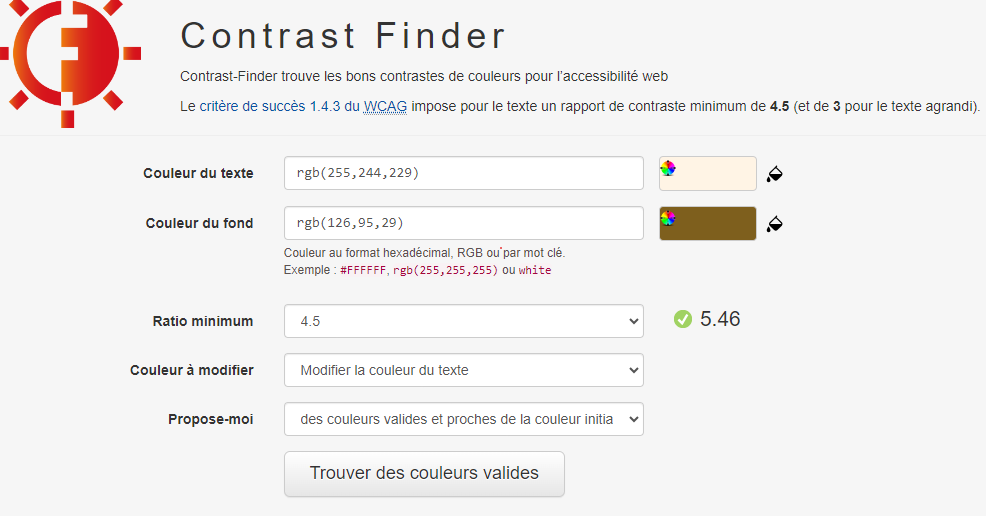 Contrast Finder
Contrast-Finder trouve les bons contrastes de couleurs pour l'accessibilité web
Le critère de succès 1.4.3 du WCAG impose pour le texte un rapport de contraste minimum de 4.5 (et de 3 pour le texte agrandi).
Couleur du texte rgb(255,244,229)
Couleur du fond rgb(126,95,29)
Couleur au format hexadécimal, RGB ou par mot clé.
Exemple : #FFFFFF, rgb(255,255,255) ou white
Ratio minimum 4.5 5.46
Couleur à modifier Modifier la couleur du texte
Propose-moi des couleurs valides et proches de la couleur initia
Trouver des couleurs valides